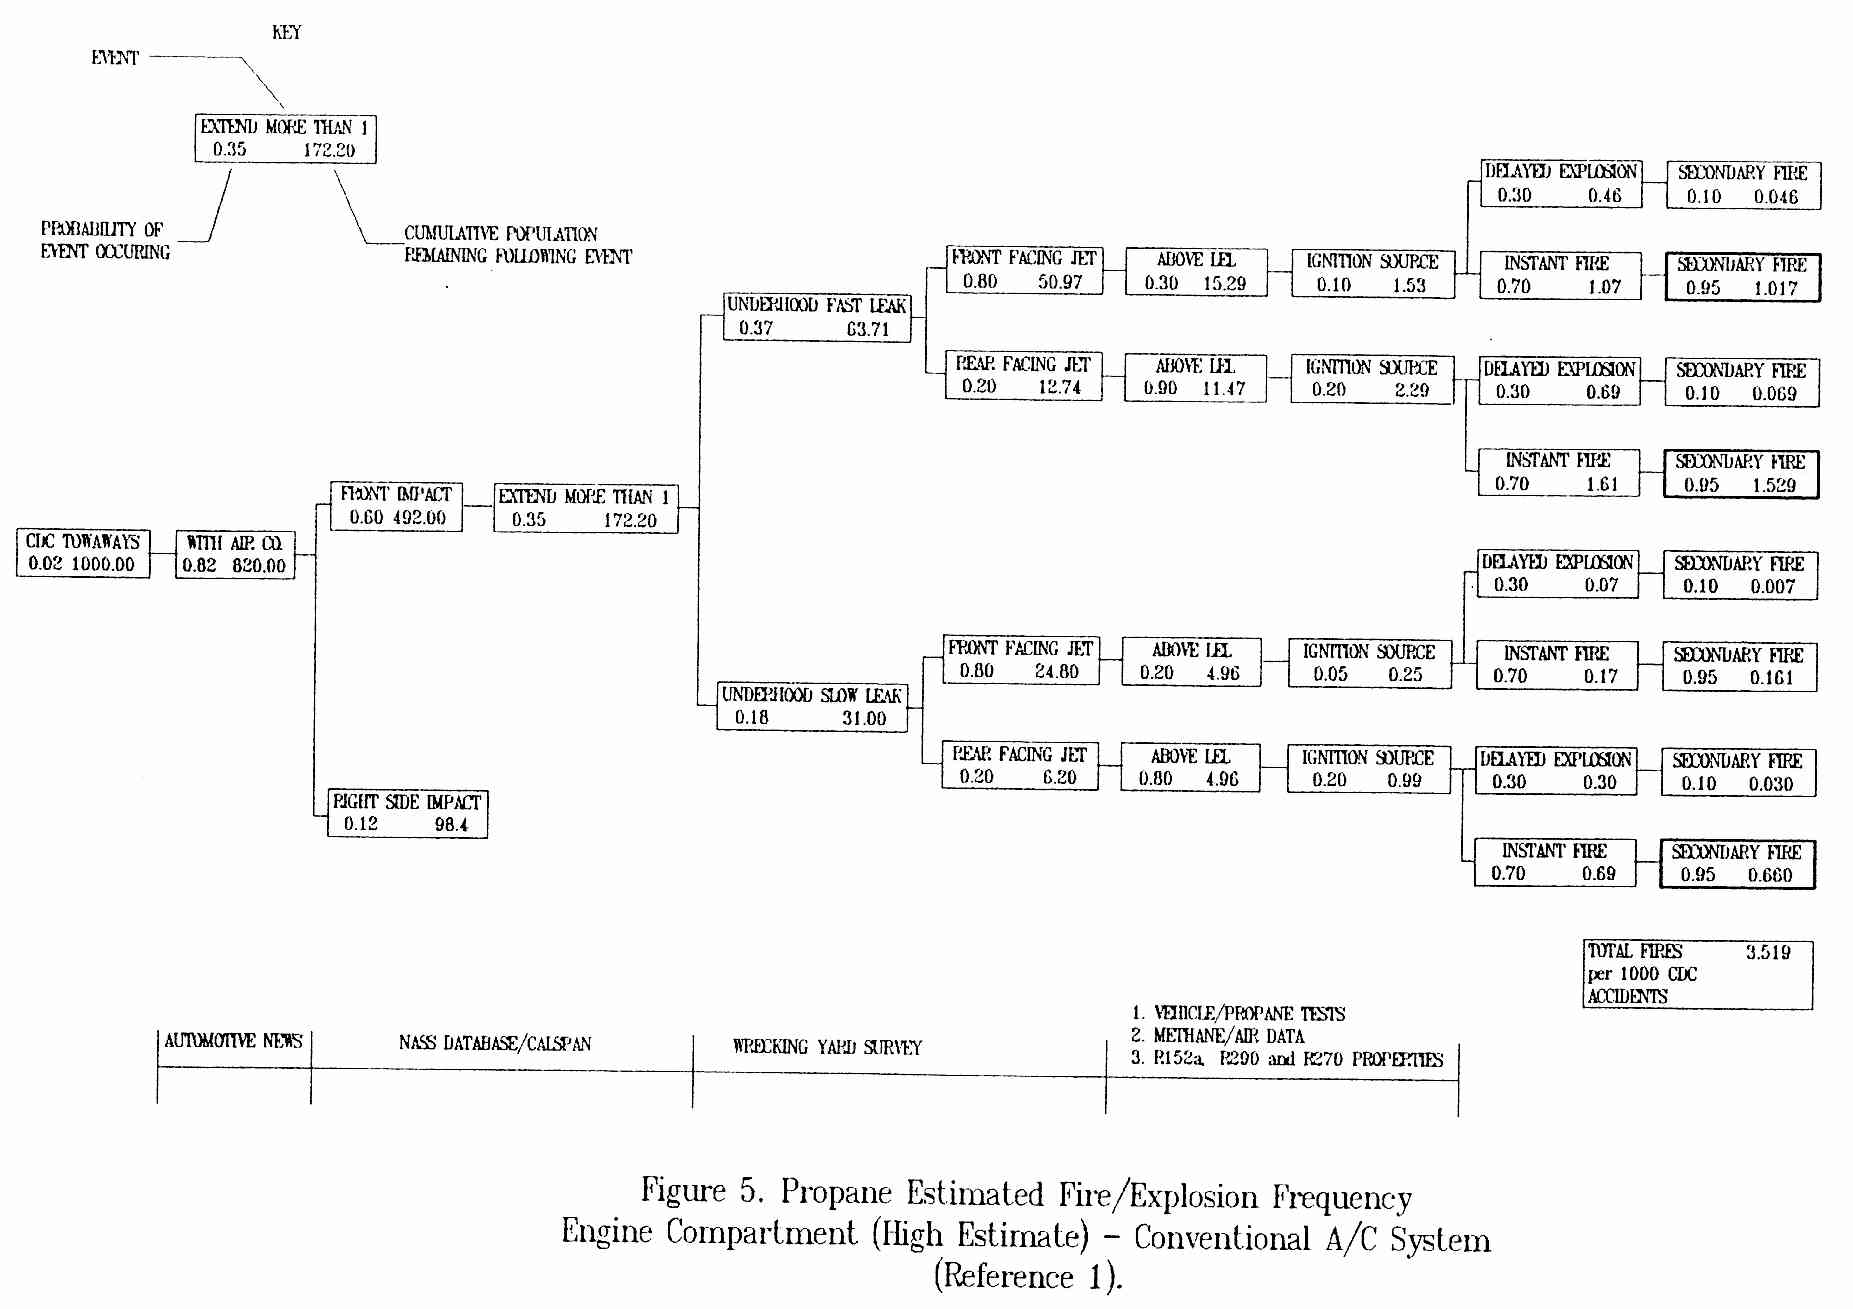 KEY
EVENT
EXTEND MORE THAN 1
0.35 172.20
PROBABILITY OF
EVENT OCCURING
CUMULATIVE POPULATION
REMAINING FOLLOWING EVENT
CDC TOWAWAYS
0.02 1000.00
WITH AIR CO.
0.82 820.00
FRONT IMPACT
0.60 492.00
EXTEND MORE THAN 1
0.35 172.20
RIGHT SIDE IMPACT
0.12 98.4
UNDERHOOD FAST LEAK
0.37 63.71
FRONT FACING JET
0.80 50.97
ABOVE LEL
0.30 15.29
IGNITION SOURCE
0.10 1.53
DELAYED EXPLOSION
0.30 0.46
SECONDARY FIRE
0.10 0.046
INSTANT FIRE
0.70 1.07
SECONDARY FIRE
0.95 1.017
REAR FACING JET
0.20 12.74
ABOVE LEL
0.90 11.47
IGNITION SOURCE
0.20 2.29
DELAYED EXPLOSION
0.30 0.69
SECONDARY FIRE
0.10 0.069
INSTANT FIRE
0.70 1.61
SECONDARY FIRE
0.95 1.529
UNDERHOOD SLOW LEAK
0.18 31.00
FRONT FACING JET
0.80 24.80
ABOVE LEL
0.20 4.96
IGNITION SOURCE
0.05 0.25
DELAYED EXPLOSION
0.30 0.07
SECONDARY FIRE
0.10 0.007
INSTANT FIRE
0.70 0.17
SECONDARY FIRE
0.95 0.161
REAR FACING JET
0.20 6.20
ABOVE LEL
0.80 4.96
IGNITION SOURCE
0.20 0.99
DELAYED EXPLOSION
0.30 0.30
SECONDARY FIRE
0.10 0.030
INSTANT FIRE
0.70 0.69
SECONDARY FIRE
0.95 0.660
TOTAL FIRES 3.519
per 1000 CDC
ACCIDENTS
AUTOMOTIVE NEWS
NASS DATABASE/CALSPAN
WRECKING YARD SURVEY
1. VEHICLE/PROPANE TESTS
2. METHANE/AIR DATA
3. R152a, R290 and R270 PROPERTIES
Figure 5. Propane Estimated Fire/Explosion Frequency
Engine Compartment (High Estimate) - Conventional A/C System
(Reference 1).